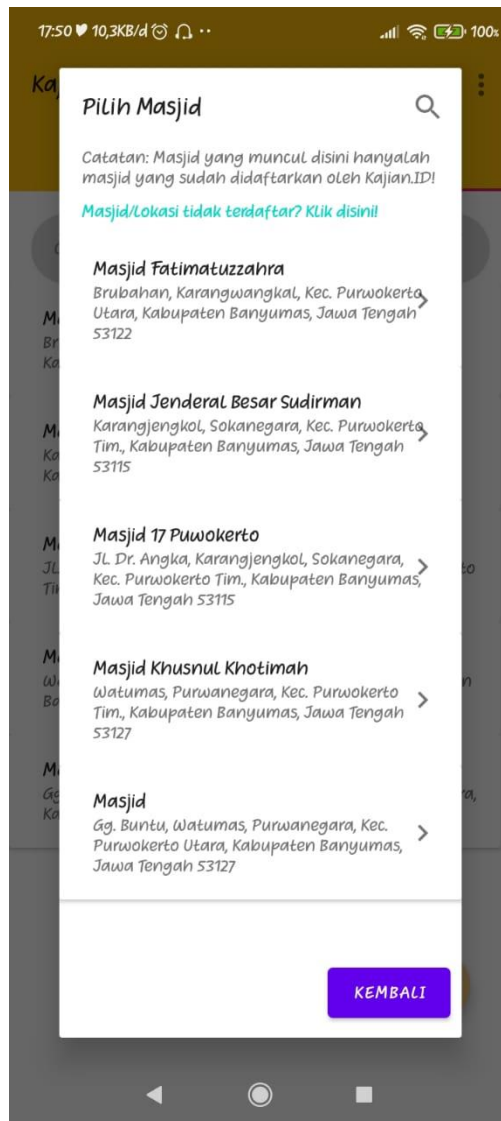 17:50 10,3KB/d 100%
Ka
Pilih Masjid
Catatan: Masjid yang muncul disini hanyalah
masjid yang sudah didaftarkan oleh Kajian.ID!
Masjid/Lokasi tidak terdaftar? Klik disini!
Masjid Fatimatuzzahra
Brubahan, Karangwangkal, Kec. Purwokerto
Utara, Kabupaten Banyumas, Jawa Tengah
53122
Masjid Jenderal Besar Sudirman
Karangjengkol, Sokanegara, Kec. Purwokerto
Tim., Kabupaten Banyumas, Jawa Tengah
53115
Masjid 17 Puwokerto
JL. Dr. Angka, Karangjengkol, Sokanegara,
Kec. Purwokerto Tim., Kabupaten Banyumas,
Jawa Tengah 53115
Masjid Khusnul Khotimah
Watumas, Purwanegara, Kec. Purwokerto
Tim., Kabupaten Banyumas, Jawa Tengah
53127
Masjid
Gg. Buntu, Watumas, Purwanegara, Kec.
Purwokerto Utara, Kabupaten Banyumas,
Jawa Tengah 53127
KEMBALI